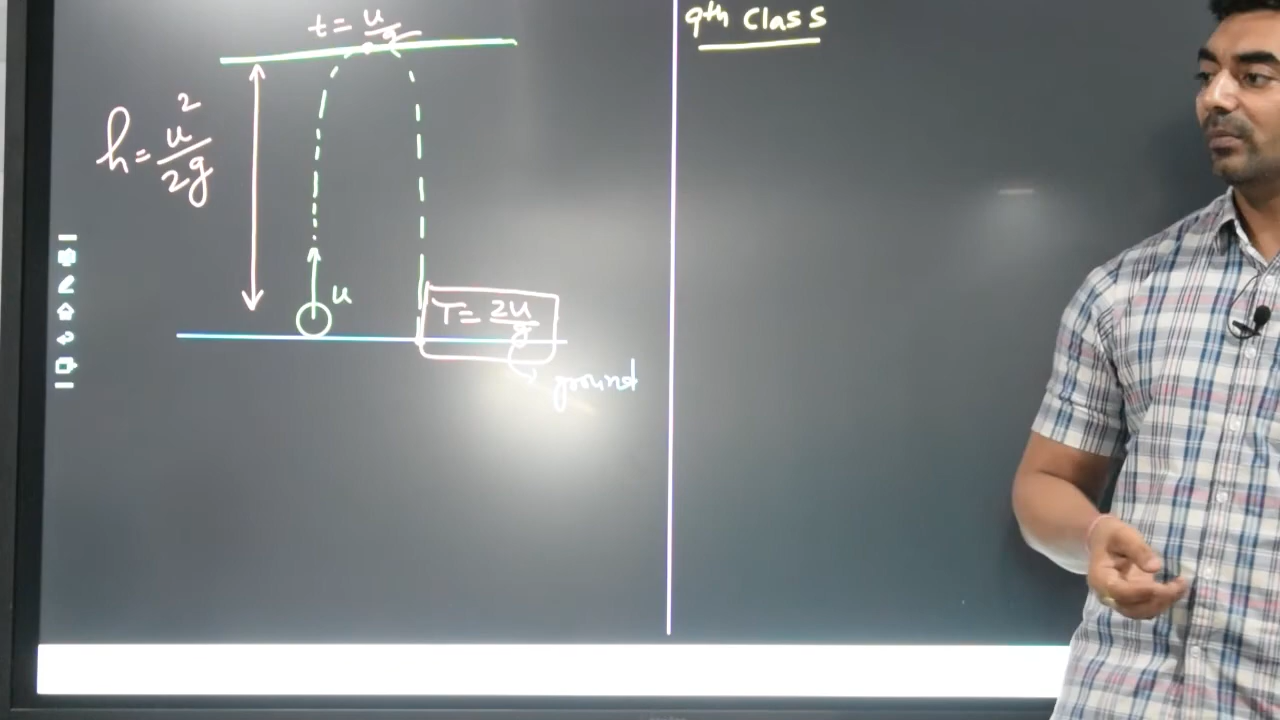 t = u/g
h = u²/2g
u
T = 2u/g
ground
9th Class